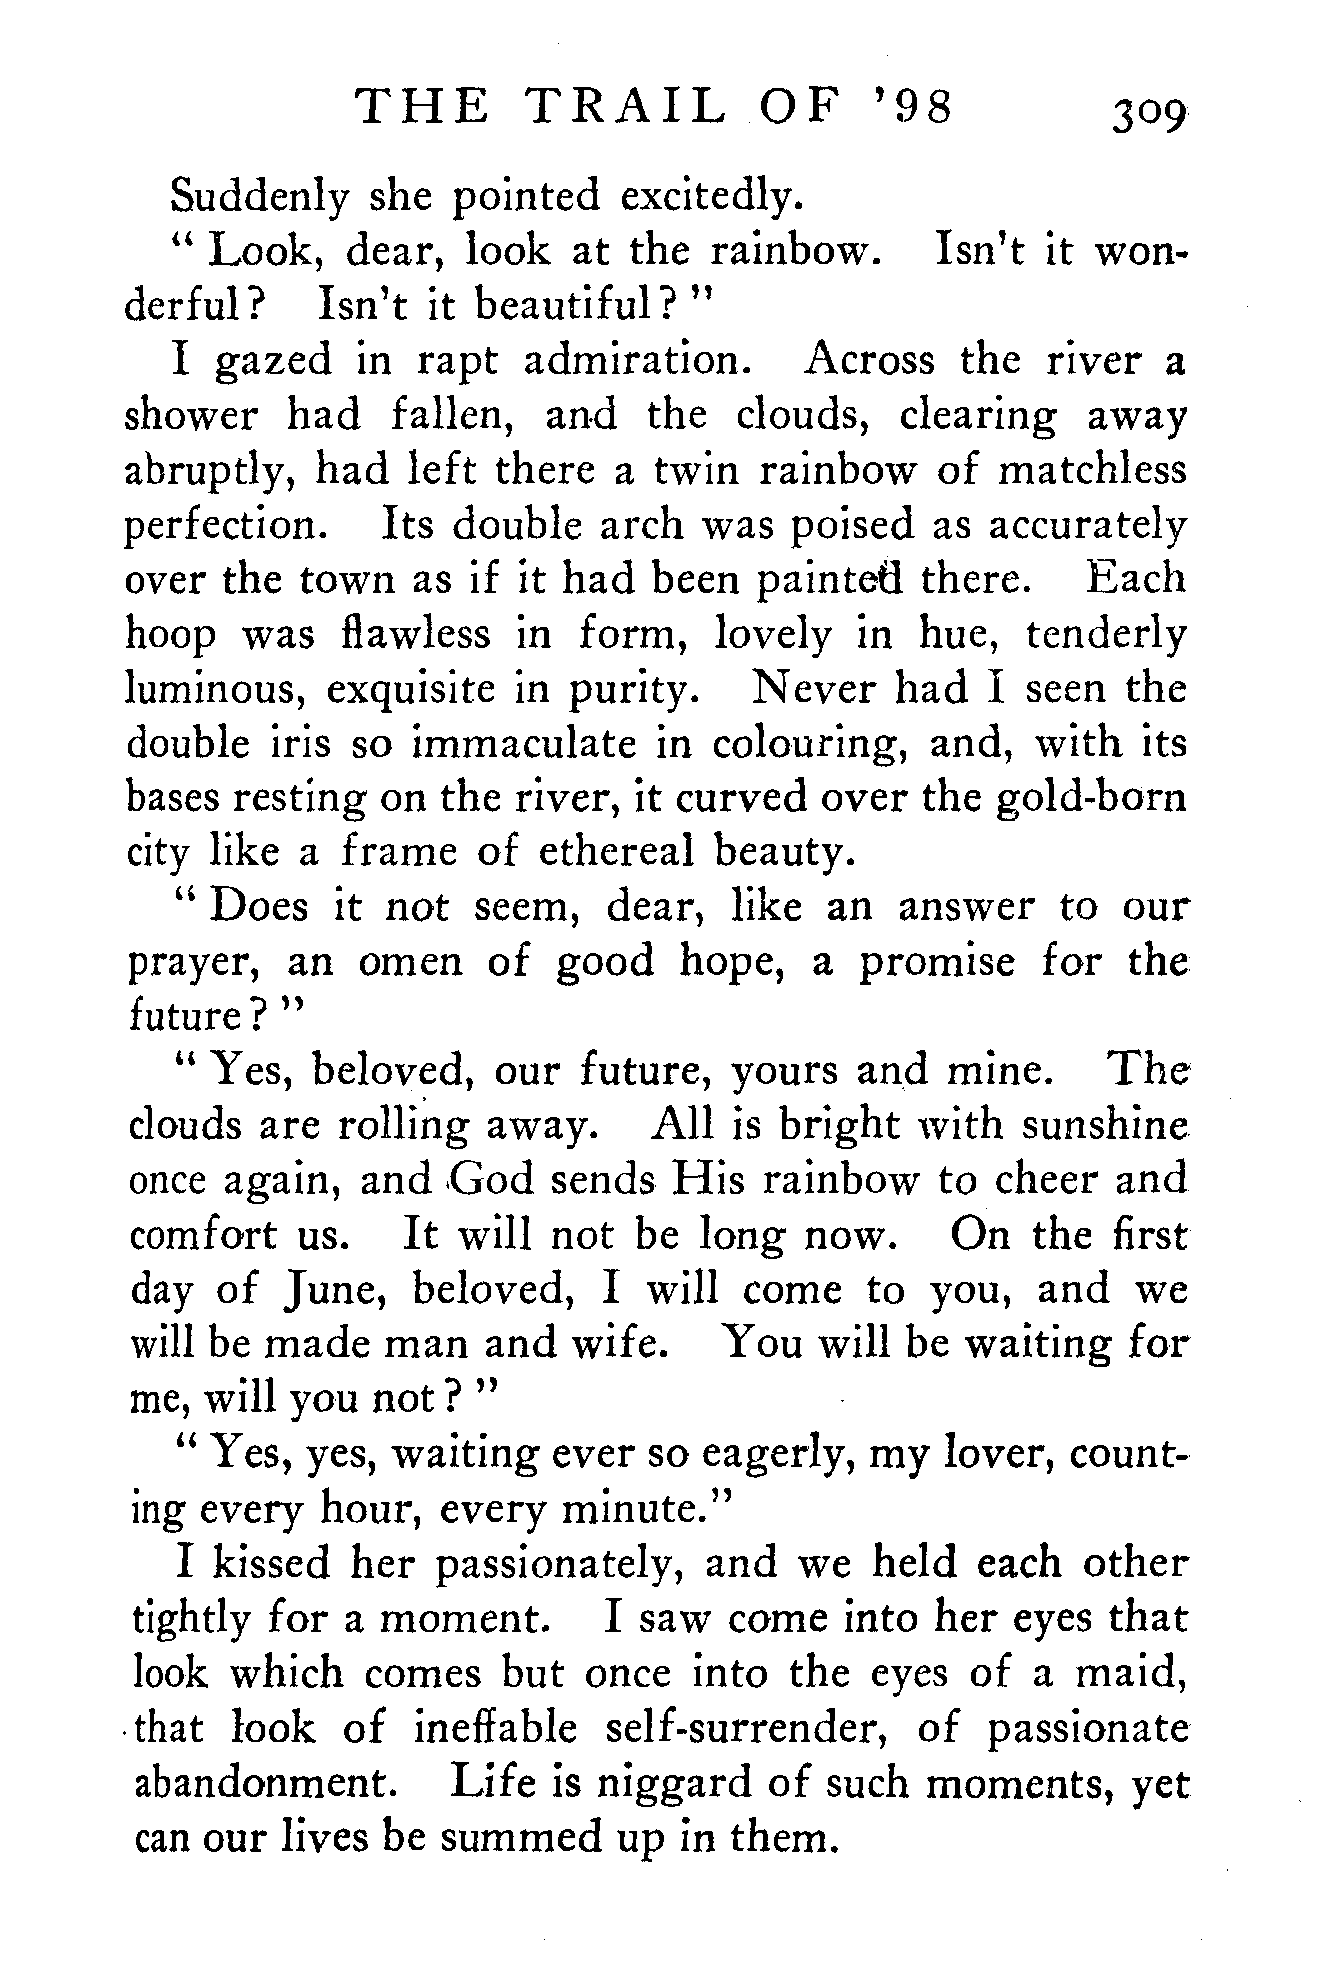 THE TRAIL OF '98 309
Suddenly she pointed excitedly.
" Look, dear, look at the rainbow. Isn't it won-
derful? Isn't it beautiful? "
I gazed in rapt admiration. Across the river a
shower had fallen, and the clouds, clearing away
abruptly, had left there a twin rainbow of matchless
perfection. Its double arch was poised as accurately
over the town as if it had been painted there. Each
hoop was flawless in form, lovely in hue, tenderly
luminous, exquisite in purity. Never had I seen the
double iris so immaculate in colouring, and, with its
bases resting on the river, it curved over the gold-born
city like a frame of ethereal beauty.
" Does it not seem, dear, like an answer to our
prayer, an omen of good hope, a promise for the
future? "
" Yes, beloved, our future, yours and mine. The
clouds are rolling away. All is bright with sunshine
once again, and God sends His rainbow to cheer and
comfort us. It will not be long now. On the first
day of June, beloved, I will come to you, and we
will be made man and wife. You will be waiting for
me, will you not? "
" Yes, yes, waiting ever so eagerly, my lover, count-
ing every hour, every minute."
I kissed her passionately, and we held each other
tightly for a moment. I saw come into her eyes that
look which comes but once into the eyes of a maid,
that look of ineffable self-surrender, of passionate
abandonment. Life is niggard of such moments, yet
can our lives be summed up in them.